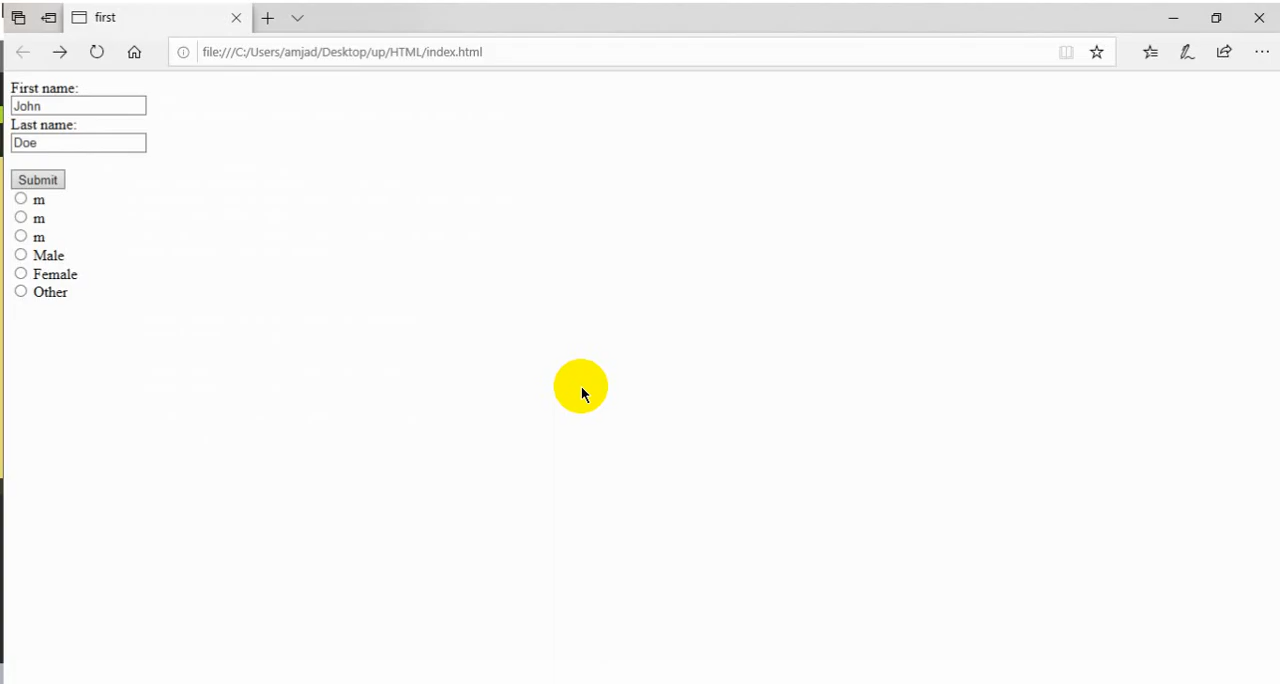 first
file:///C:/Users/amjad/Desktop/up/HTML/index.html
First name:
John
Last name:
Doe
Submit
m
m
m
Male
Female
Other